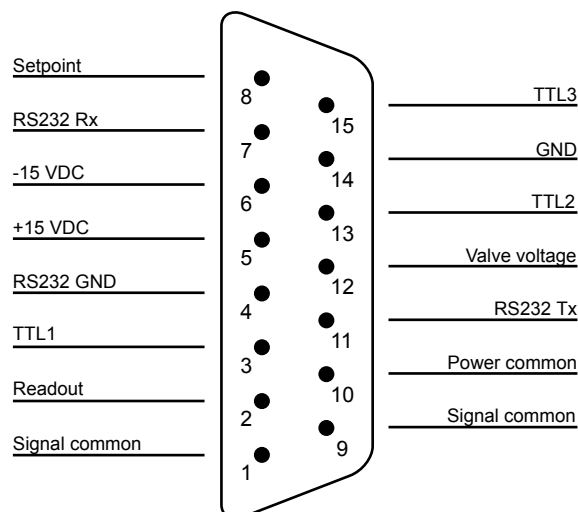 Setpoint
8
15
TTL3
RS232 Rx
7
14
GND
-15 VDC
6
13
TTL2
+15 VDC
5
12
Valve voltage
RS232 GND
4
11
RS232 Tx
TTL1
3
10
Power common
Readout
2
9
Signal common
Signal common
1